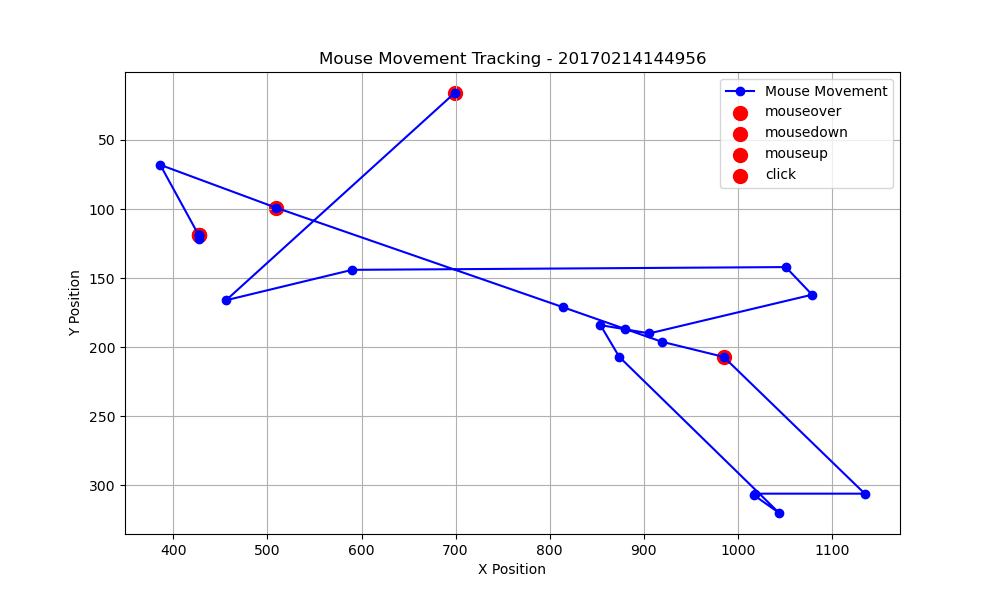 Mouse Movement Tracking - 20170214144956
Mouse Movement
mouseover
mousedown
mouseup
click
Y Position
50
100
150
200
250
300
400
500
600
700
800
900
1000
1100
X Position